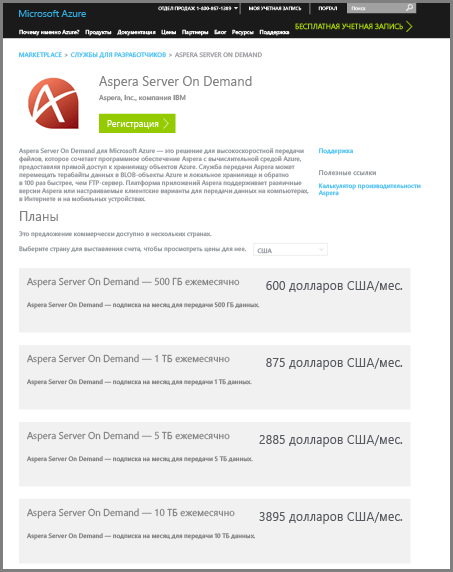 Microsoft Azure
ОТДЕЛ ПРОДАЖ 1-800-867-1389
МОЯ УЧЕТНАЯ ЗАПИСЬ
ПОРТАЛ
Поиск
БЕСПЛАТНАЯ УЧЕТНАЯ ЗАПИСЬ
Почему именно Azure? Продукты Документация Цены Партнеры Блог Ресурсы Поддержка
MARKETPLACE > СЛУЖБЫ ДЛЯ РАЗРАБОТЧИКОВ > ASPERA SERVER ON DEMAND
Aspera Server On Demand
Aspera, Inc., компания IBM
Регистрация
Aspera Server On Demand для Microsoft Azure — это решение для высокоскоростной передачи
файлов, которое сочетает программное обеспечение Aspera с вычислительной средой Azure,
предоставляя прямой доступ к хранилищу объектов Azure. Служба передачи Aspera может
перемещать терабайты данных в BLOB-объекты Azure и локальное хранилище и обратно
в 100 раз быстрее, чем FTP-сервер. Платформа приложений Aspera поддерживает различные
версии Aspera или настраиваемые клиентские варианты для передачи данных на компьютерах,
в Интернете и на мобильных устройствах.
Поддержка
Полезные ссылки
Калькулятор производительности
Aspera
Планы
Это предложение коммерчески доступно в нескольких странах.
Выберите страну для выставления счета, чтобы просмотреть цены для нее.
США
Aspera Server On Demand — 500 ГБ ежемесячно
600 долларов США/мес.
Aspera Server On Demand — подписка на месяц для передачи 500 ГБ данных.
Aspera Server On Demand — 1 ТБ ежемесячно
875 долларов США/мес.
Aspera Server On Demand — подписка на месяц для передачи 1 ТБ данных.
Aspera Server On Demand — 5 ТБ ежемесячно
2885 долларов США/мес.
Aspera Server On Demand — подписка на месяц для передачи 5 ТБ данных.
Aspera Server On Demand — 10 ТБ ежемесячно
3895 долларов США/мес.
Aspera Server On Demand — подписка на месяц для передачи 10 ТБ данных.